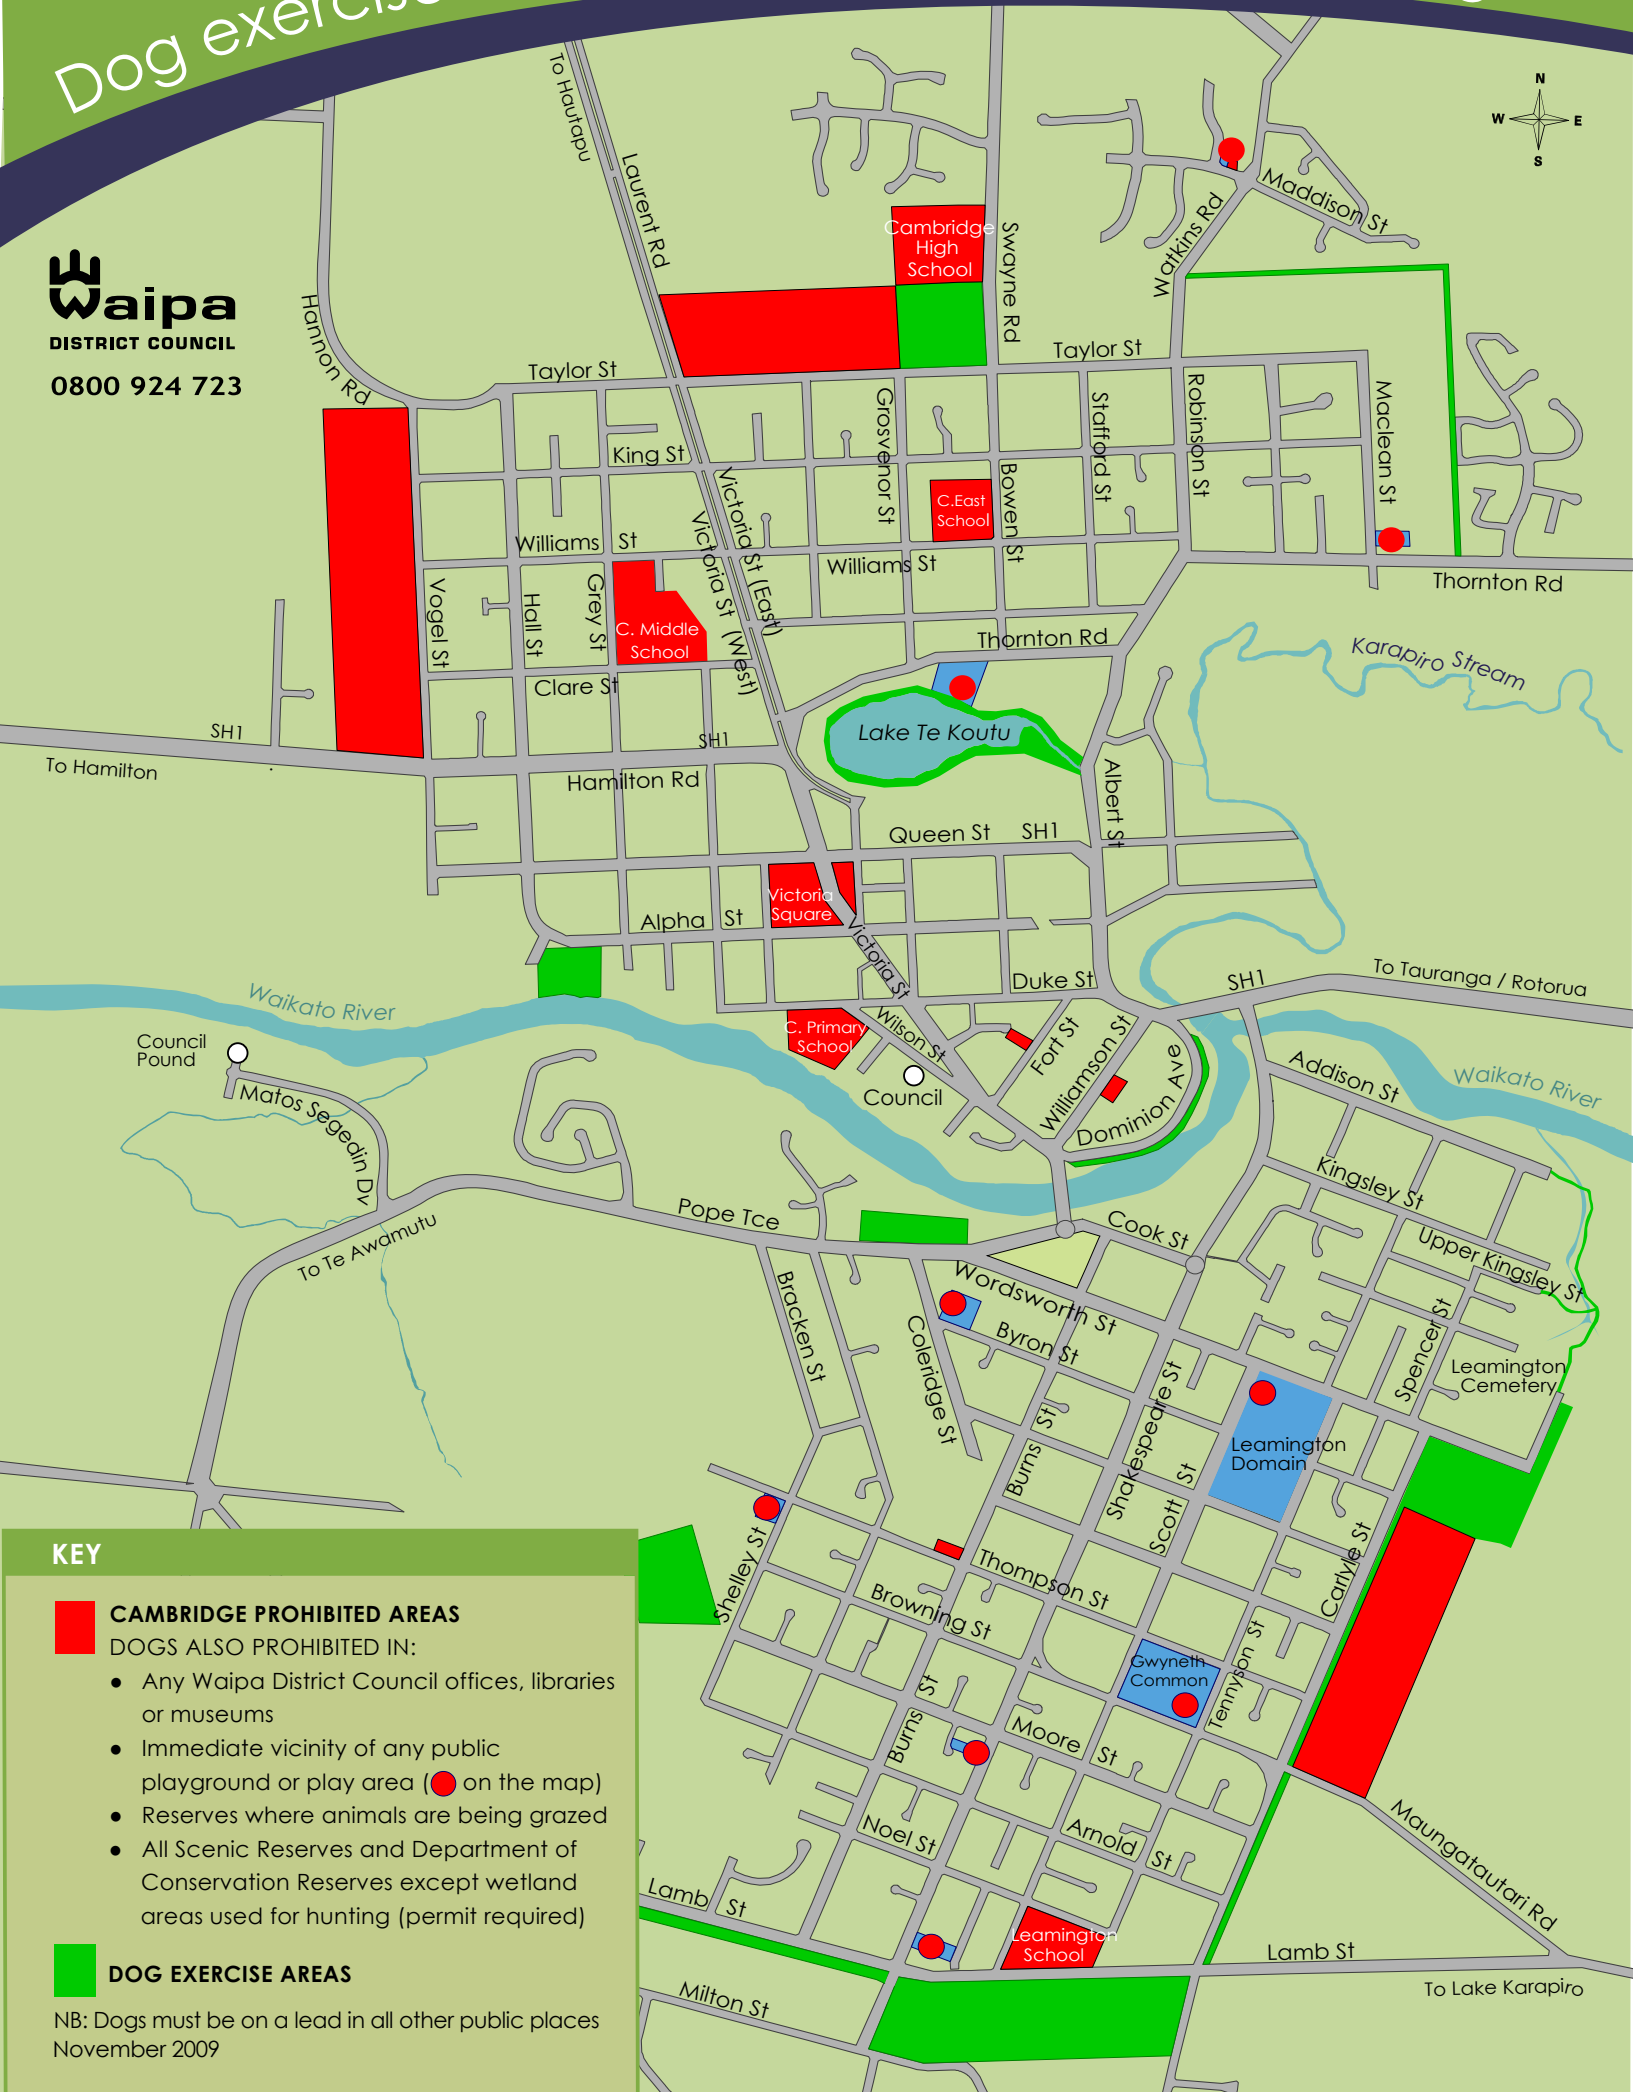 Dog exercise
N
W
E
S
Waipa
DISTRICT COUNCIL
0800 924 723
To Hautapu
Laurent Rd
Hannon Rd
Cambridge
High
School
Swayne Rd
Watkins Rd
Maddison St
Taylor St
Taylor St
King St
Grosvenor St
Stafford St
Robinson St
Maclean St
C.East
School
Bowen St
Victoria St (East)
Victoria St (West)
Williams St
Williams St
Thornton Rd
Vogel St
Hall St
Grey St
C. Middle
School
Thornton Rd
Karapiro Stream
Clare St
SH1
SH1
To Hamilton
Hamilton Rd
Lake Te Koutu
Albert St
Queen St SH1
Victoria
Square
Alpha St
Victoria St
Duke St
SH1
To Tauranga / Rotorua
Waikato River
Council
Pound
C. Primary
School
Wilson St
Fort St
Williamson St
Dominion Ave
Council
Matos Segedin Dv
Addison St
Waikato River
Kingsley St
Upper Kingsley St
To Te Awamutu
Pope Tce
Cook St
Wordsworth St
Byron St
Bracken St
Coleridge St
Spencer St
Leamington
Cemetery
Burns St
Shakespeare St
Scott St
Leamington
Domain
Carlyle St
Shelley St
Thompson St
Browning St
Gwyneth
Common
Tennyson St
Burns St
Moore St
Noel St
Arnold St
Maungatautari Rd
Lamb St
Leamington
School
Lamb St
To Lake Karapiro
Milton St
KEY
CAMBRIDGE PROHIBITED AREAS
DOGS ALSO PROHIBITED IN:
● Any Waipa District Council offices, libraries
or museums
● Immediate vicinity of any public
playground or play area ( on the map)
● Reserves where animals are being grazed
● All Scenic Reserves and Department of
Conservation Reserves except wetland
areas used for hunting (permit required)
DOG EXERCISE AREAS
NB: Dogs must be on a lead in all other public places
November 2009